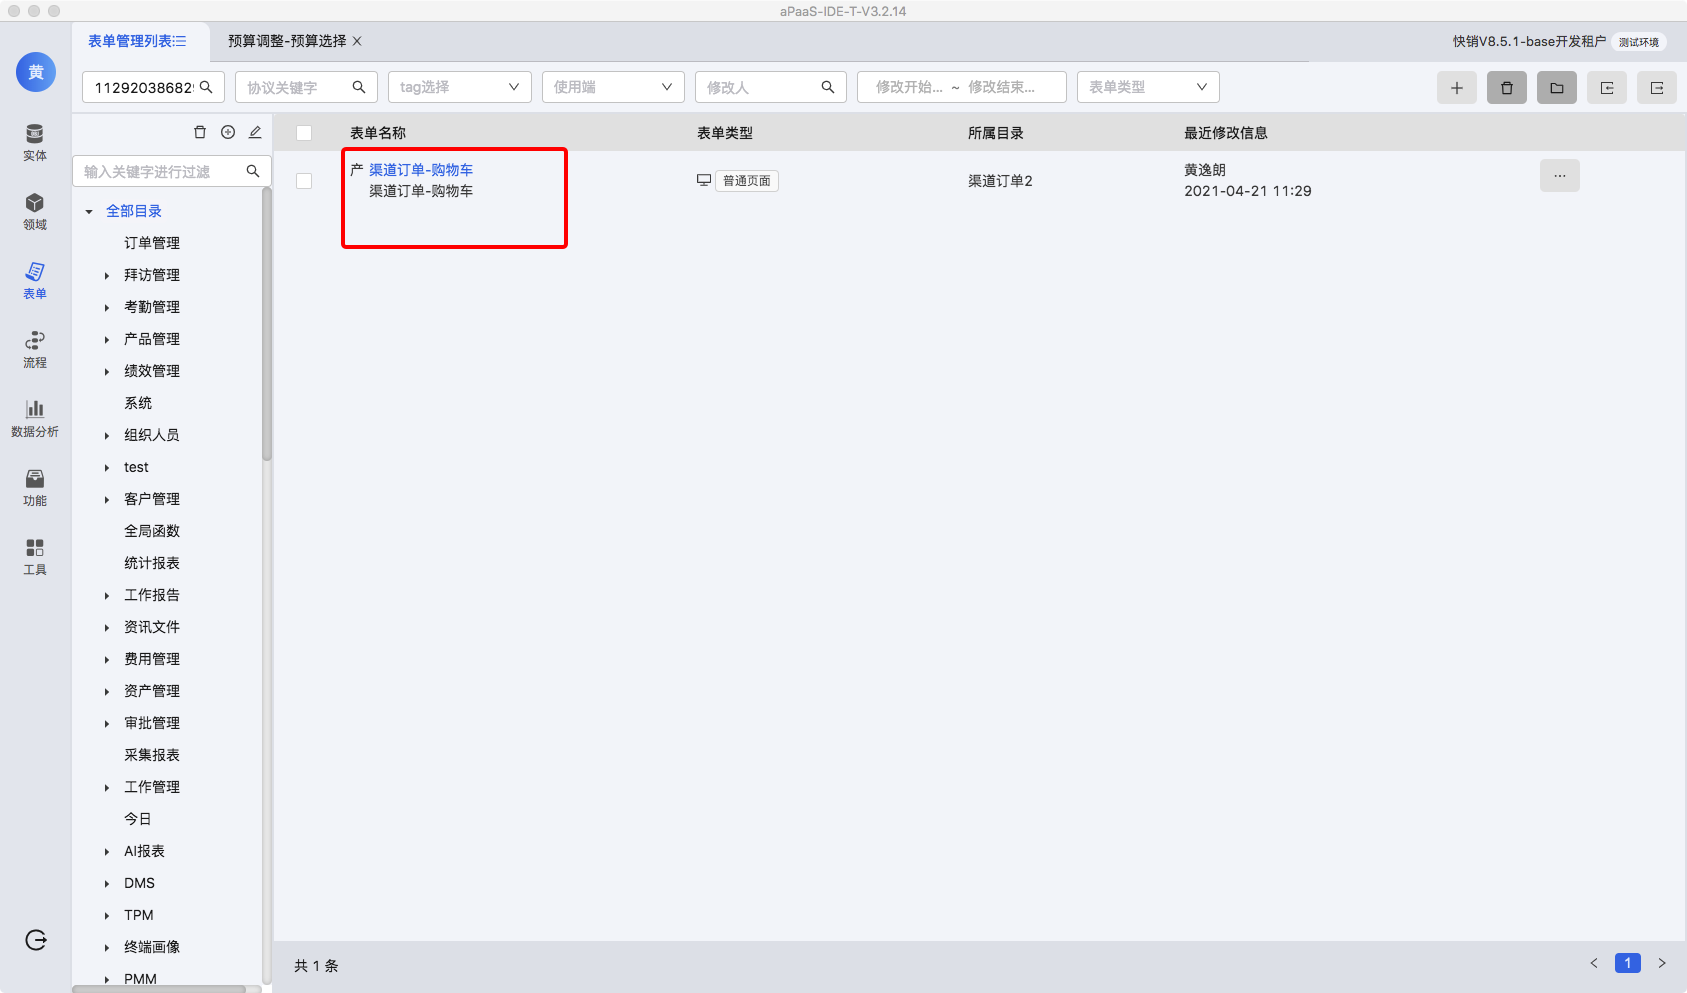 aPaaS-IDE-T-V3.2.14
表单管理列表
预算调整-预算选择
快销V8.5.1-base开发租户 测试环境
黄
实体
领域
表单
流程
数据分析
功能
工具
协议关键字
tag选择
使用端
修改人
修改开始... ~ 修改结束...
表单类型
输入关键字进行过滤
全部目录
订单管理
拜访管理
考勤管理
产品管理
绩效管理
系统
组织人员
test
客户管理
全局函数
统计报表
工作报告
资讯文件
费用管理
资产管理
审批管理
采集报表
工作管理
今日
AI报表
DMS
TPM
终端画像
PMM
表单名称 表单类型 所属目录 最近修改信息
产 渠道订单-购物车
渠道订单-购物车
普通页面
渠道订单2
黄逸朗
2021-04-21 11:29
...
共 1 条
< 1 >